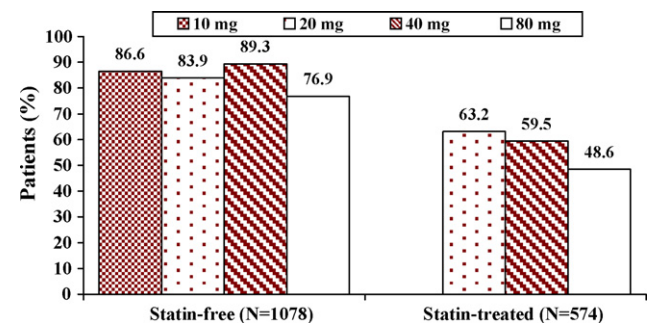 10 mg 20 mg 40 mg 80 mg
Patients (%)
100
90
80
70
60
50
40
30
20
10
0
86.6 83.9 89.3 76.9
63.2 59.5 48.6
Statin-free (N=1078) Statin-treated (N=574)